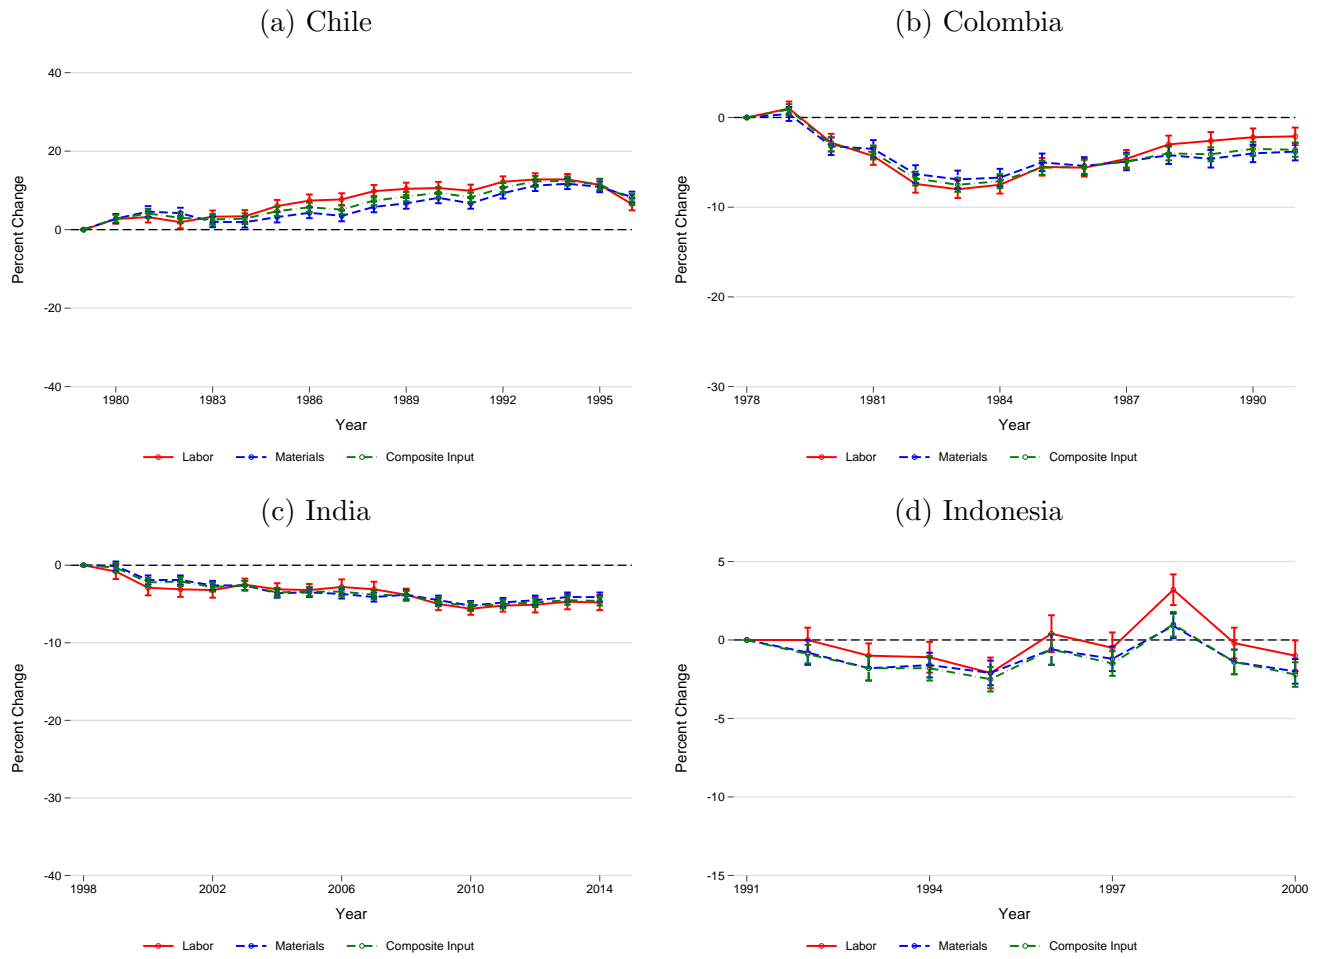 (a) Chile
Percent Change
40
20
0
-20
-40
1980 1983 1986 1989 1992 1995
Year
Labor Materials Composite Input
(b) Colombia
Percent Change
0
-10
-20
-30
1978 1981 1984 1987 1990
Year
Labor Materials Composite Input
(c) India
Percent Change
0
-10
-20
-30
-40
1998 2002 2006 2010 2014
Year
Labor Materials Composite Input
(d) Indonesia
Percent Change
5
0
-5
-10
-15
1991 1994 1997 2000
Year
Labor Materials Composite Input